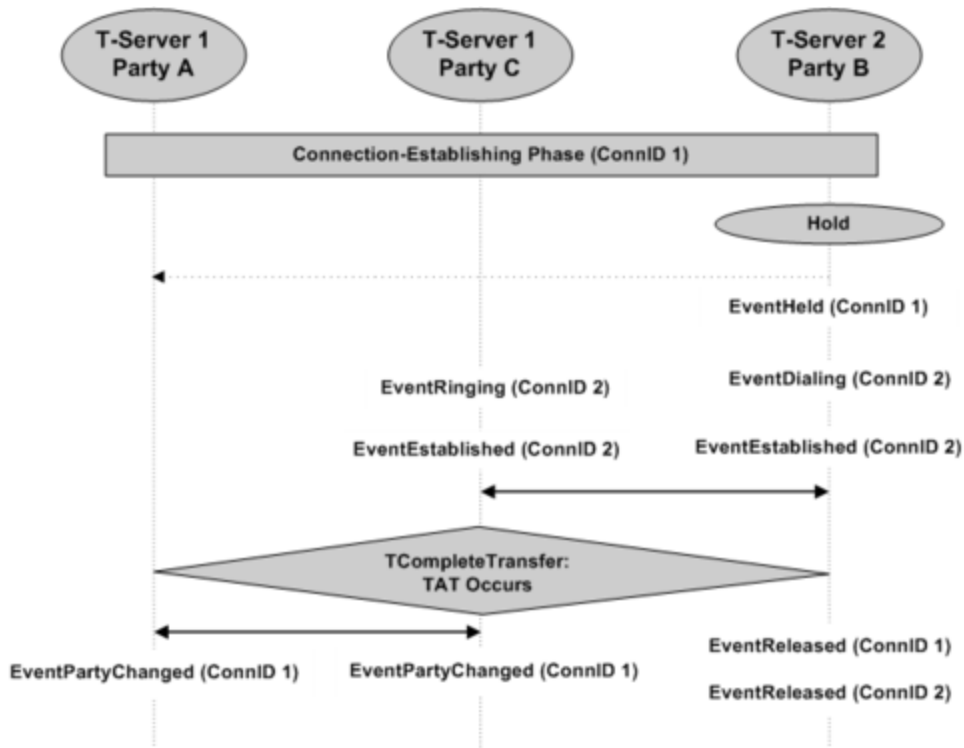 T-Server 1
Party A
T-Server 1
Party C
T-Server 2
Party B
Connection-Establishing Phase (ConnID 1)
Hold
EventHeld (ConnID 1)
EventDialing (ConnID 2)
EventRinging (ConnID 2)
EventEstablished (ConnID 2)
EventEstablished (ConnID 2)
TCompleteTransfer:
TAT Occurs
EventPartyChanged (ConnID 1)
EventPartyChanged (ConnID 1)
EventReleased (ConnID 1)
EventReleased (ConnID 2)